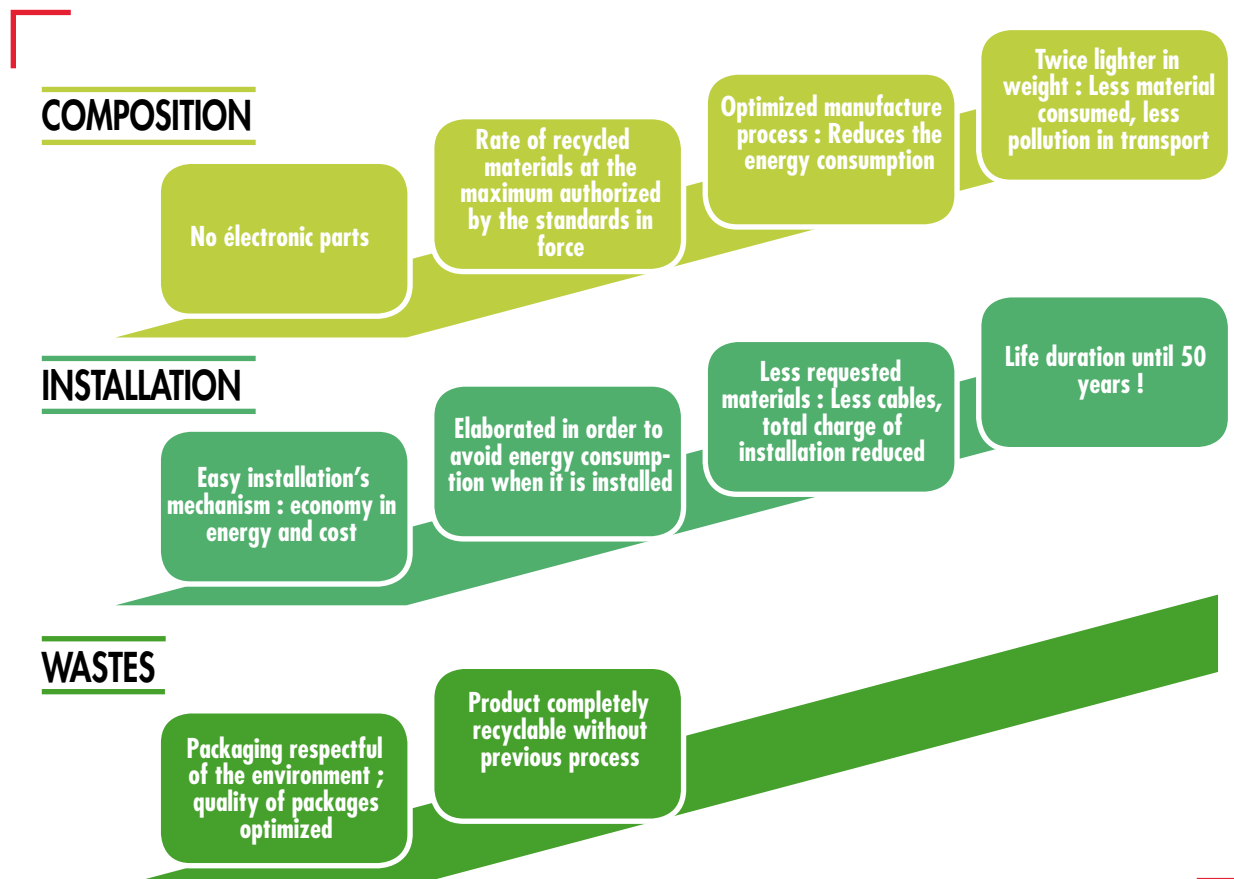 COMPOSITION
No électronic parts
Rate of recycled
materials at the
maximum authorized
by the standards in
force
Optimized manufacture
process : Reduces the
energy consumption
Twice lighter in
weight : Less material
consumed, less
pollution in transport
INSTALLATION
Easy installation's
mechanism : economy in
energy and cost
Elaborated in order to
avoid energy consump-
tion when it is installed
Less requested
materials : Less cables,
total charge of
installation reduced
Life duration until 50
years !
WASTES
Packaging respectful
of the environment ;
quality of packages
optimized
Product completely
recyclable without
previous process